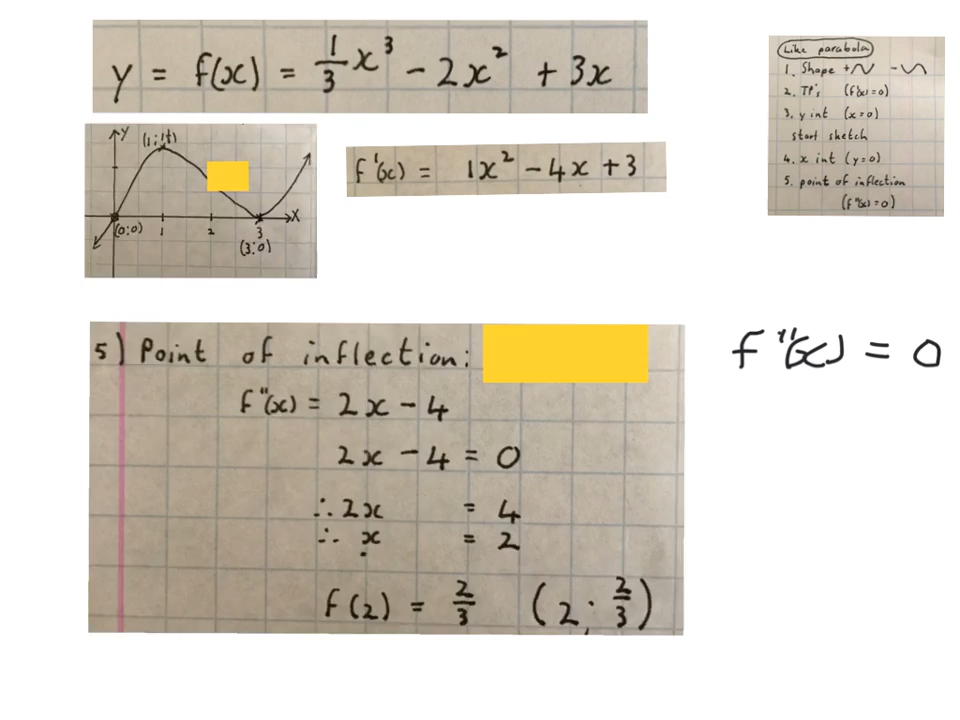 y = f(x) = 1/3 x³ - 2x² + 3x
Like parabola
1. Shape + -
2. TP's (f'(x) = 0)
3. y int (x = 0)
start sketch
4. x int (y = 0)
5. point of inflection
(f"(x) = 0)
Y
(1; 1⅓)
X
(0;0) 1 2 3
(3;0)
f'(x) = 1x² - 4x + 3
5) Point of inflection:
f"(x) = 0
f"(x) = 2x - 4
2x - 4 = 0
∴ 2x = 4
∴ x = 2
f(2) = 2/3 (2; 2/3)